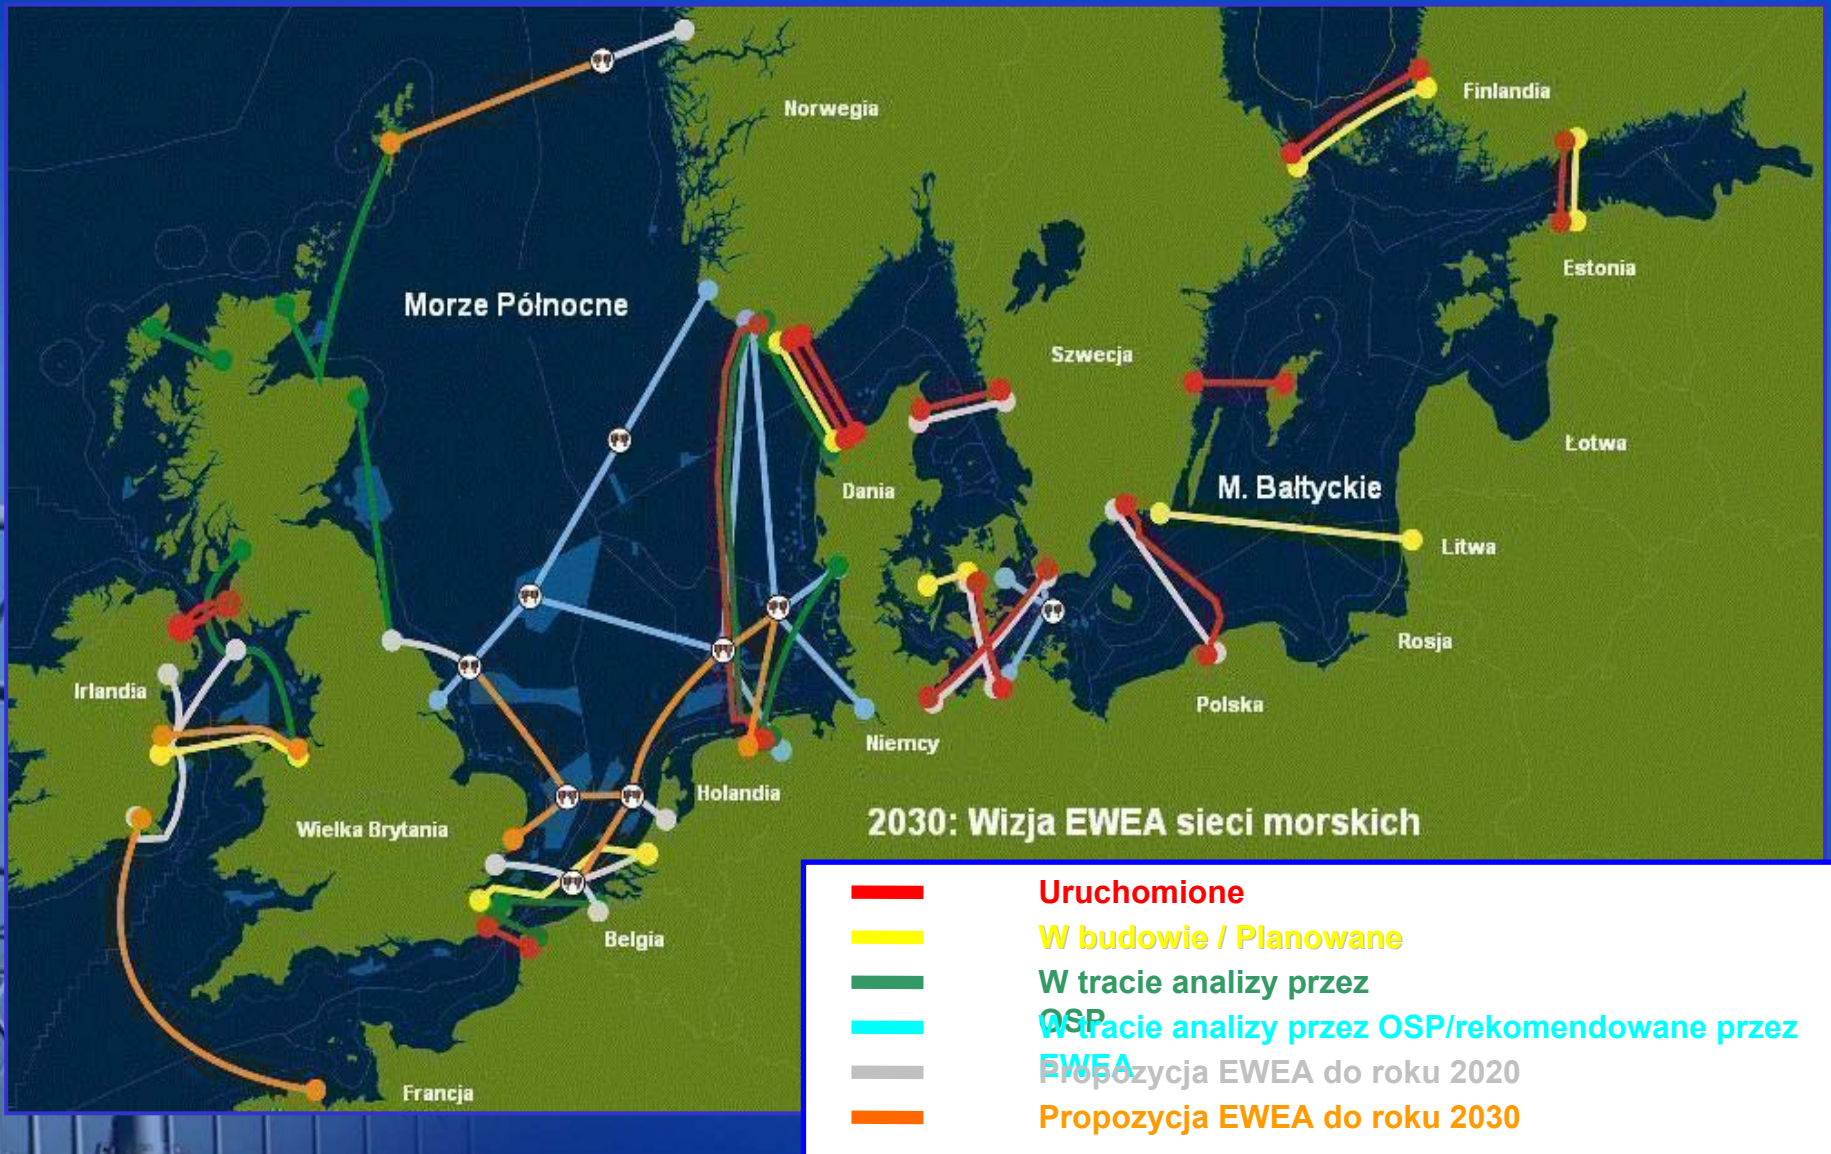 Norwegia
Finlandia
Estonia
Morze Północne
Szwecja
Łotwa
Dania
M. Bałtyckie
Litwa
Rosja
Irlandia
Polska
Niemcy
Holandia
Wielka Brytania
2030: Wizja EWEA sieci morskich
Belgia
Francja
Uruchomione
W budowie / Planowane
W tracie analizy przez
OSP
W tracie analizy przez OSP/rekomendowane przez
EWEA
Propozycja EWEA do roku 2020
Propozycja EWEA do roku 2030